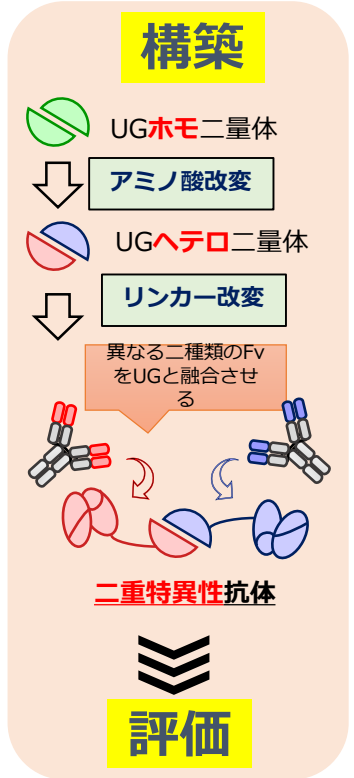 構築
UGホモ二量体
アミノ酸改変
UGヘテロ二量体
リンカー改変
異なる二種類のFv
をUGと融合させ
る
二重特異性抗体
評価